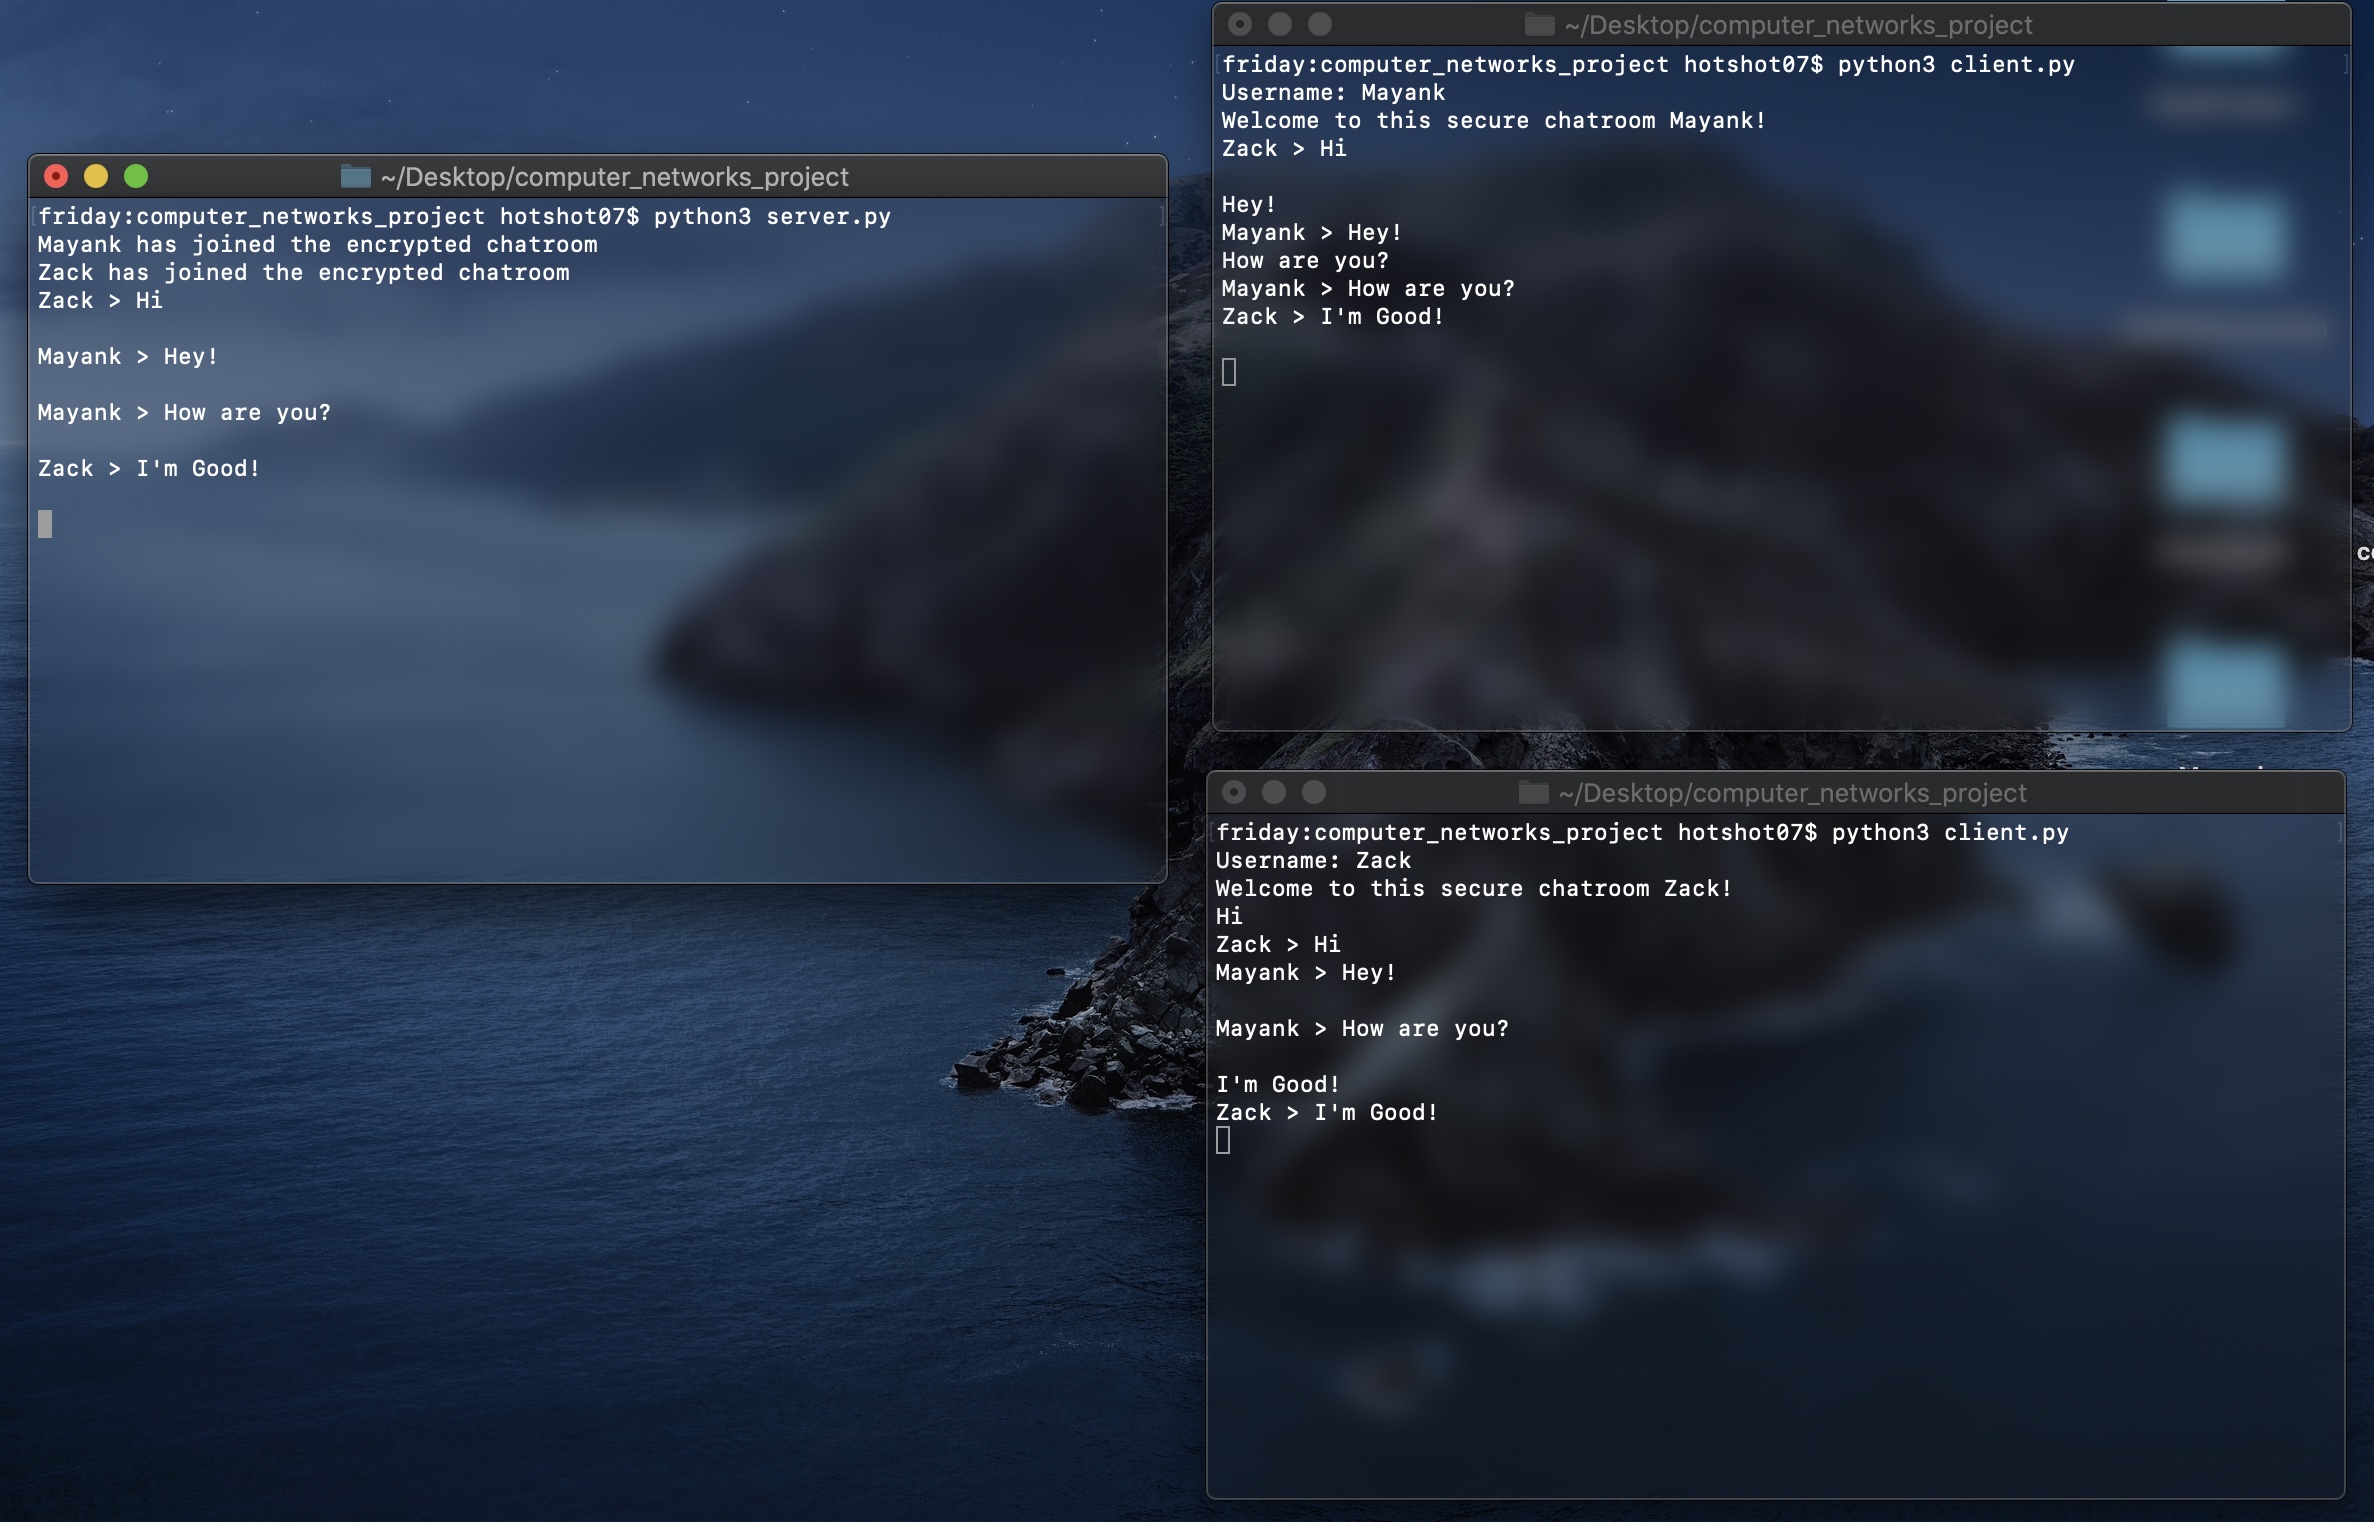 ~/Desktop/computer_networks_project
friday:computer_networks_project hotshot07$ python3 server.py
Mayank has joined the encrypted chatroom
Zack has joined the encrypted chatroom
Zack > Hi
Mayank > Hey!
Mayank > How are you?
Zack > I'm Good!
~/Desktop/computer_networks_project
friday:computer_networks_project hotshot07$ python3 client.py
Username: Mayank
Welcome to this secure chatroom Mayank!
Zack > Hi
Hey!
Mayank > Hey!
How are you?
Mayank > How are you?
Zack > I'm Good!
~/Desktop/computer_networks_project
friday:computer_networks_project hotshot07$ python3 client.py
Username: Zack
Welcome to this secure chatroom Zack!
Hi
Zack > Hi
Mayank > Hey!
Mayank > How are you?
I'm Good!
Zack > I'm Good!